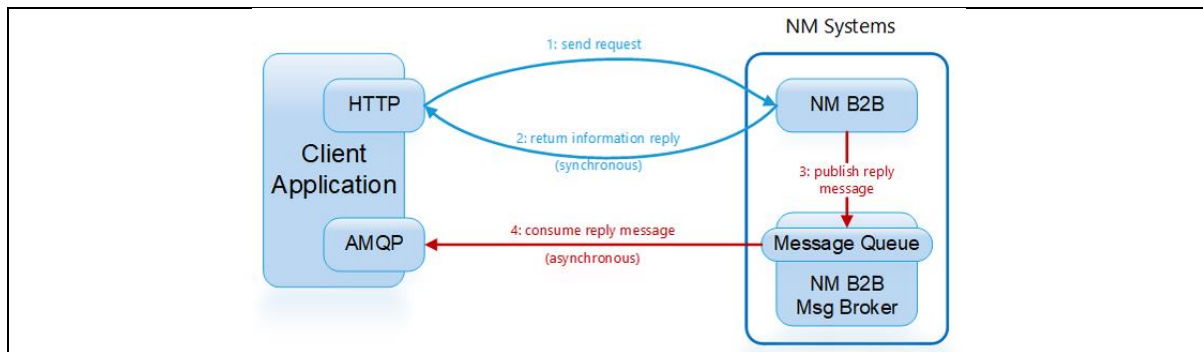 NM Systems
1: send request
HTTP
NM B2B
2: return information reply
(synchronous)
Client
Application
3: publish reply
message
4: consume reply message
(asynchronous)
AMQP
Message Queue
NM B2B
Msg Broker